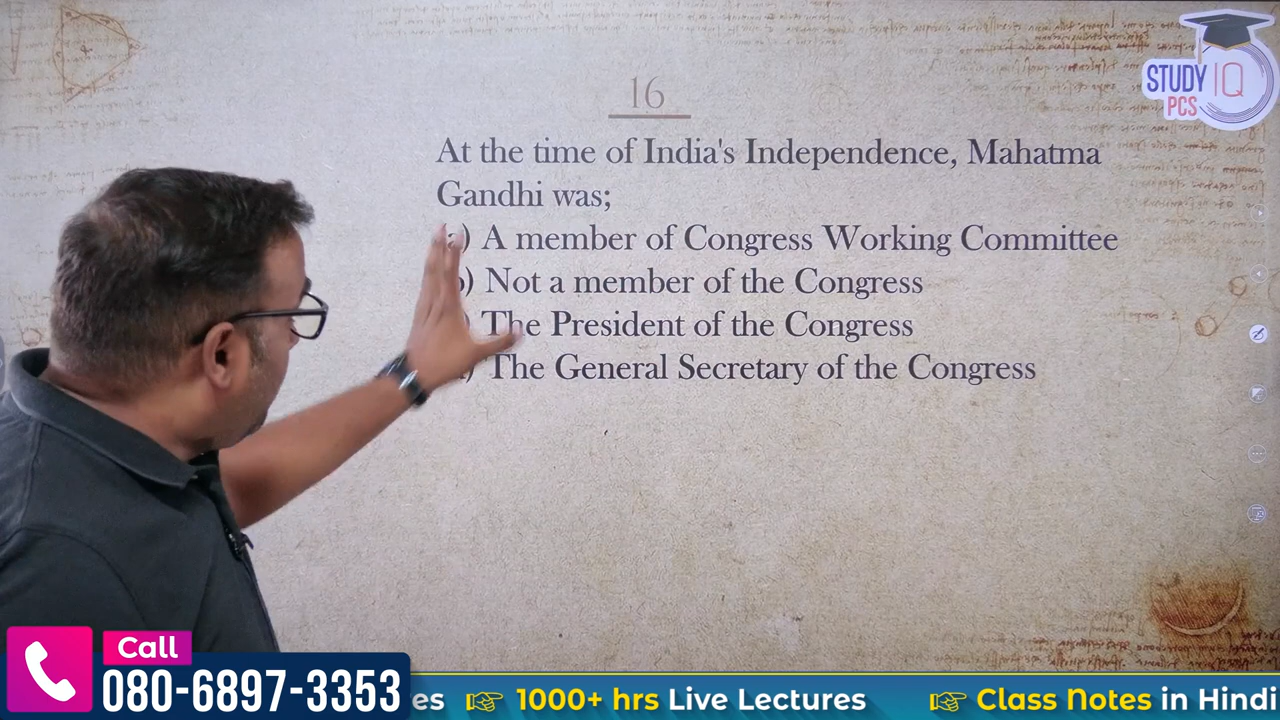 STUDY IQ
PCS
16
At the time of India's Independence, Mahatma
Gandhi was;
a) A member of Congress Working Committee
b) Not a member of the Congress
) The President of the Congress
) The General Secretary of the Congress
Call
080-6897-3353
es 1000+ hrs Live Lectures Class Notes in Hindi